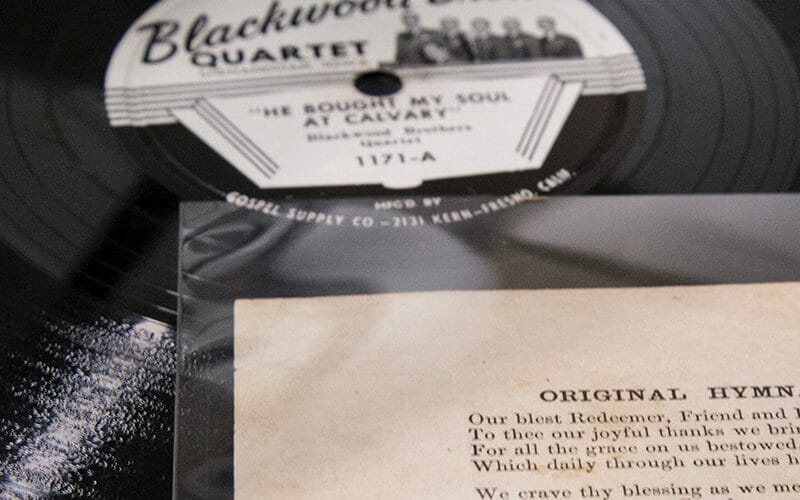 Blackwood
QUARTET
"HE BOUGHT MY SOUL
AT CALVARY"
Blackwood Brothers
Quartet
1171-A
MFG'D BY
GOSPEL SUPPLY CO.—2131 KERN—FRESNO, CALIF.
ORIGINAL HYMN
Our blest Redeemer, Friend and
To thee our joyful thanks we brin
For all the grace on us bestowed
Which daily through our lives h
We crave thy blessing as we me